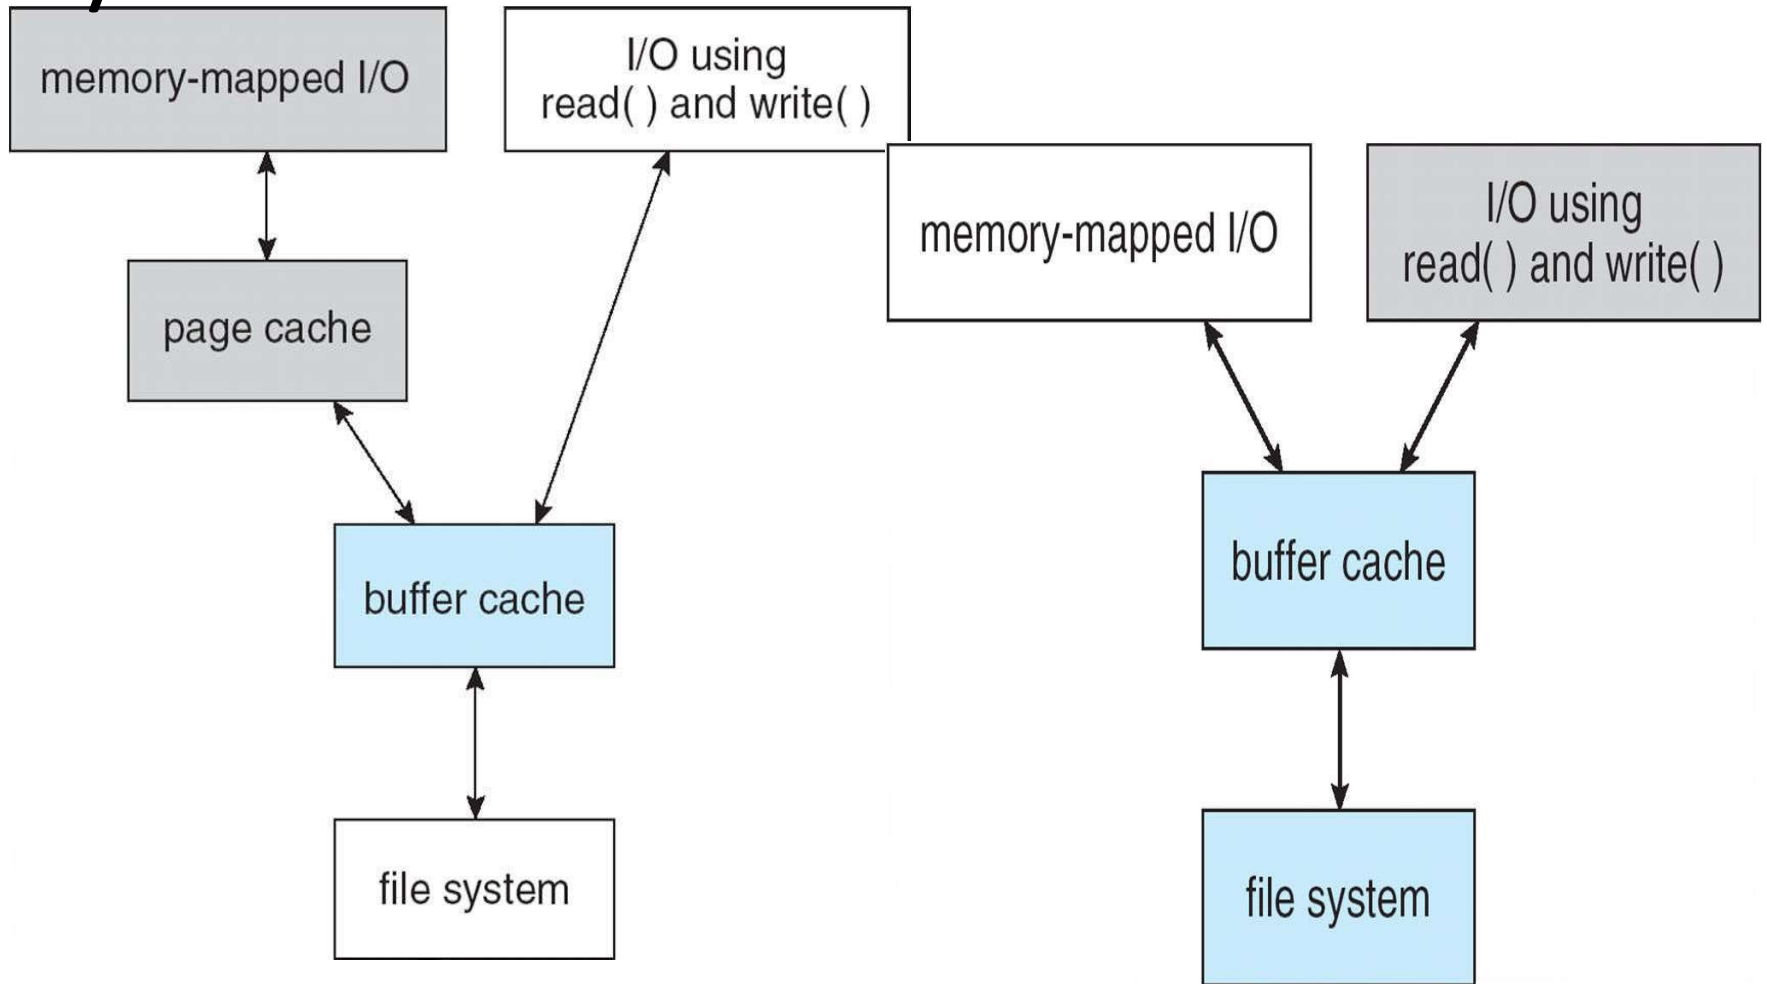 memory-mapped I/O
I/O using
read( ) and write( )
page cache
buffer cache
file system
memory-mapped I/O
I/O using
read( ) and write( )
buffer cache
file system